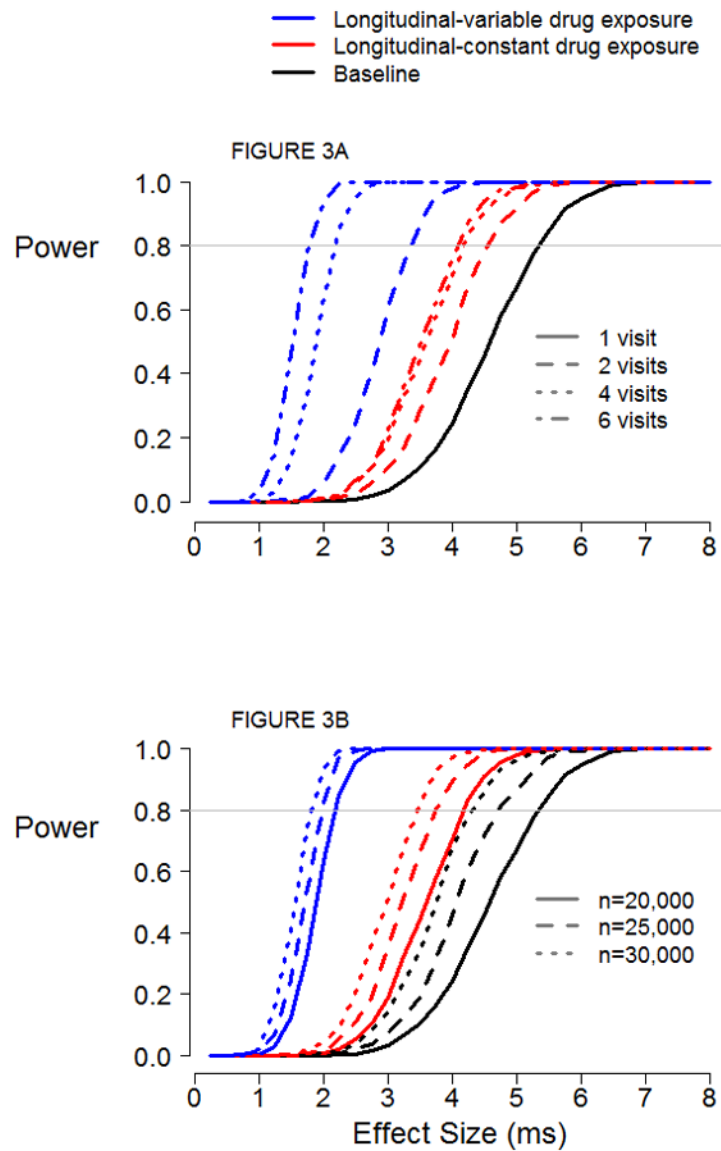 Longitudinal-variable drug exposure
Longitudinal-constant drug exposure
Baseline
FIGURE 3A
1.0
0.8
0.6
0.4
0.2
0.0
Power
1 visit
2 visits
4 visits
6 visits
0 1 2 3 4 5 6 7 8
FIGURE 3B
1.0
0.8
0.6
0.4
0.2
0.0
Power
n=20,000
n=25,000
n=30,000
0 1 2 3 4 5 6 7 8
Effect Size (ms)